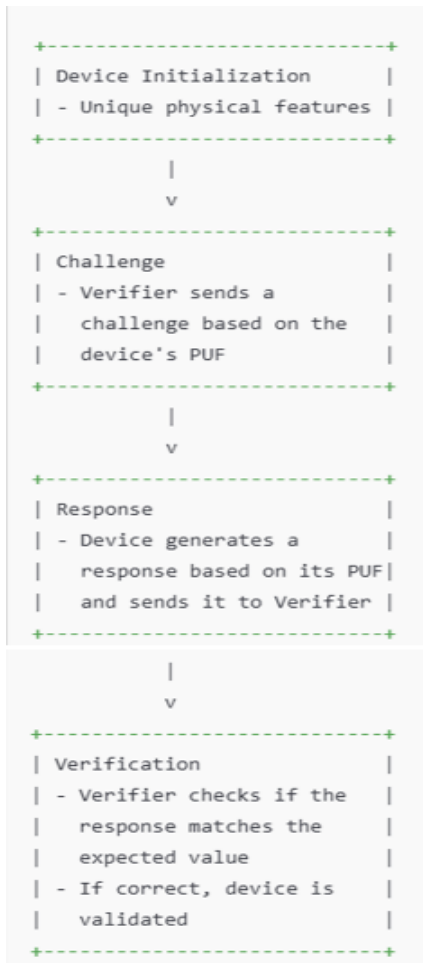 +-----------------------------+
| Device Initialization       |
| - Unique physical features  |
+-----------------------------+
            |
            v
+-----------------------------+
| Challenge                   |
| - Verifier sends a          |
|   challenge based on the    |
|   device's PUF              |
+-----------------------------+
            |
            v
+-----------------------------+
| Response                    |
| - Device generates a        |
|   response based on its PUF|
|   and sends it to Verifier |
+-----------------------------+
            |
            v
+-----------------------------+
| Verification                |
| - Verifier checks if the    |
|   response matches the      |
|   expected value            |
| - If correct, device is     |
|   validated                 |
+-----------------------------+